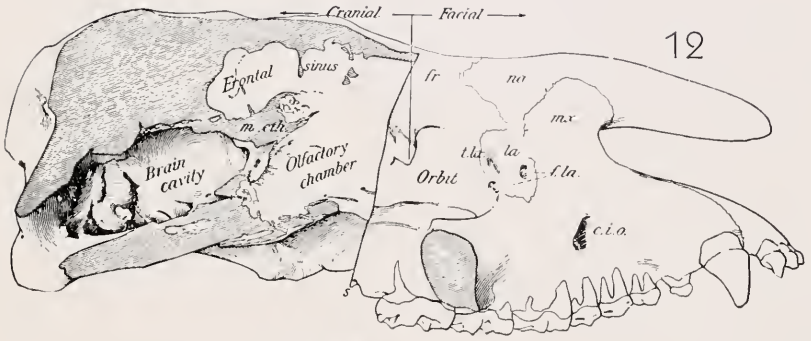 Cranial Facial
12
Frontal sinus
fr
na
mx
m.eth.
t.la
la
f.la.
Brain cavity
Olfactory chamber
Orbit
c.i.o.
s